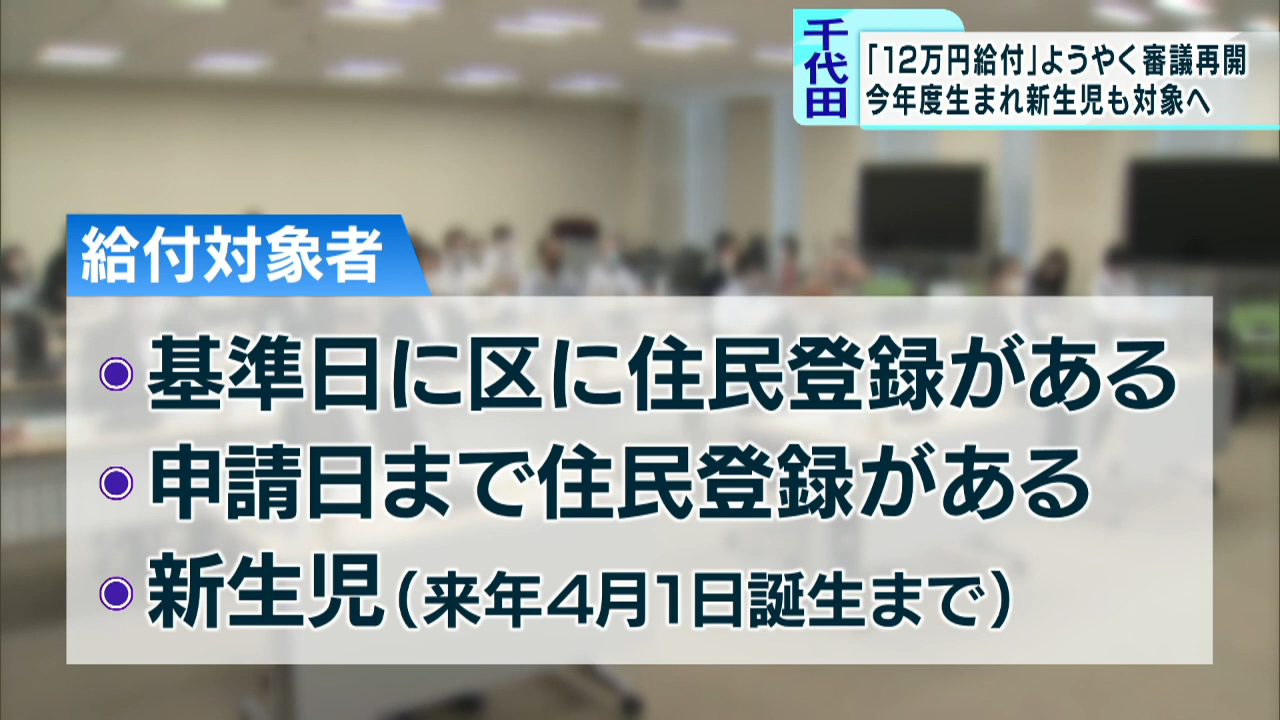 千代田
「12万円給付」ようやく審議再開
今年度生まれ新生児も対象へ
給付対象者
基準日に区に住民登録がある
申請日まで住民登録がある
新生児(来年4月1日誕生まで)